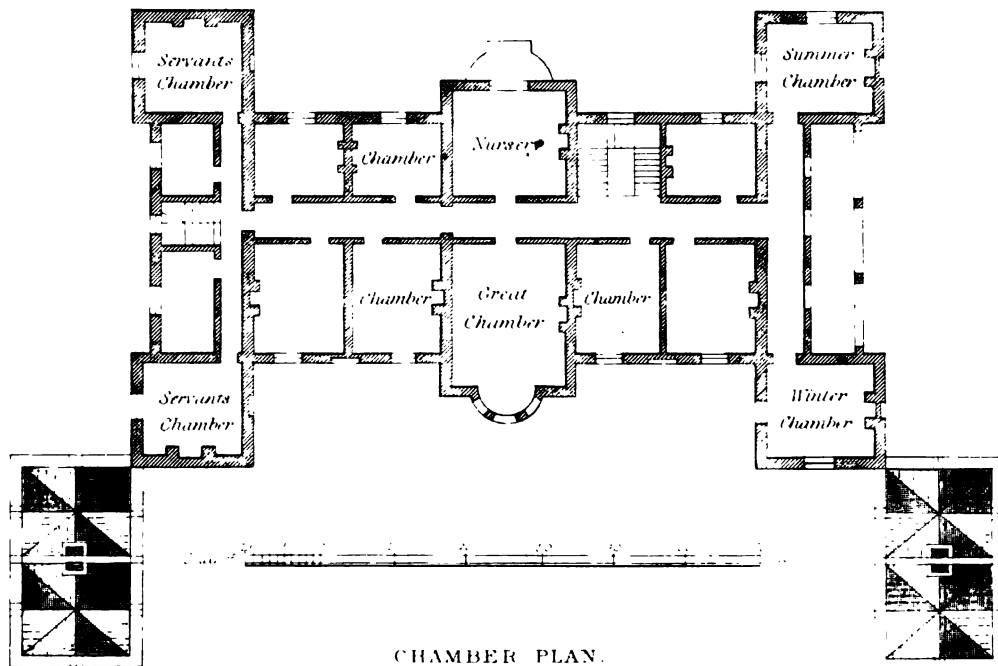 Servants
Chamber
Summer
Chamber
Chamber
Nursery
Chamber
Great
Chamber
Chamber
Servants
Chamber
Winter
Chamber
CHAMBER PLAN.